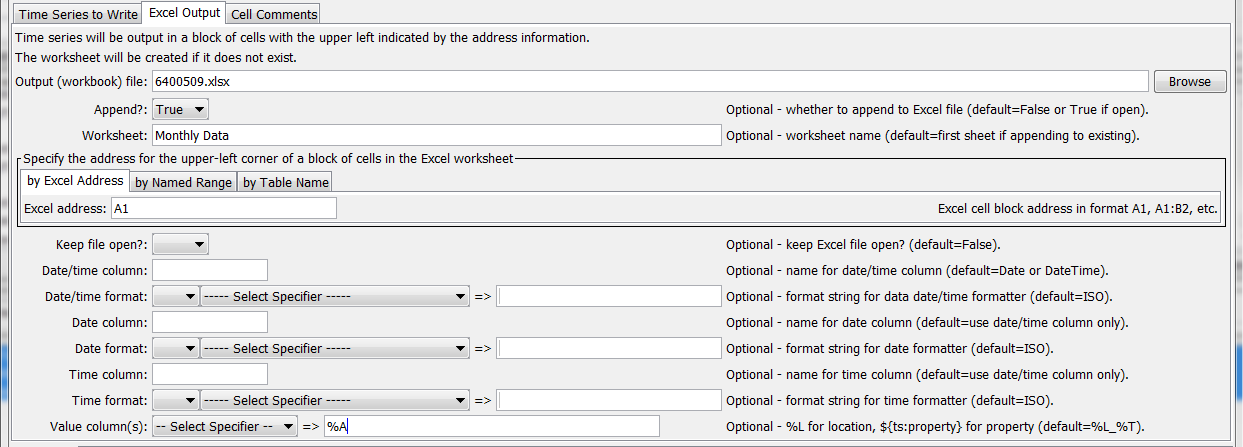 Time Series to Write Excel Output Cell Comments
Time series will be output in a block of cells with the upper left indicated by the address information.
The worksheet will be created if it does not exist.
Output (workbook) file: 6400509.xlsx Browse
Append?: True Optional - whether to append to Excel file (default=False or True if open).
Worksheet: Monthly Data Optional - worksheet name (default=first sheet if appending to existing).
Specify the address for the upper-left corner of a block of cells in the Excel worksheet
by Excel Address by Named Range by Table Name
Excel address: A1 Excel cell block address in format A1, A1:B2, etc.
Keep file open?: Optional - keep Excel file open? (default=False).
Date/time column: Optional - name for date/time column (default=Date or DateTime).
Date/time format: ----- Select Specifier ----- => Optional - format string for data date/time formatter (default=ISO).
Date column: Optional - name for date column (default=use date/time column only).
Date format: ----- Select Specifier ----- => Optional - format string for date formatter (default=ISO).
Time column: Optional - name for time column (default=use date/time column only).
Time format: ----- Select Specifier ----- => Optional - format string for time formatter (default=ISO).
Value column(s): -- Select Specifier -- => %A Optional - %L for location, ${ts:property} for property (default=%L_%T).